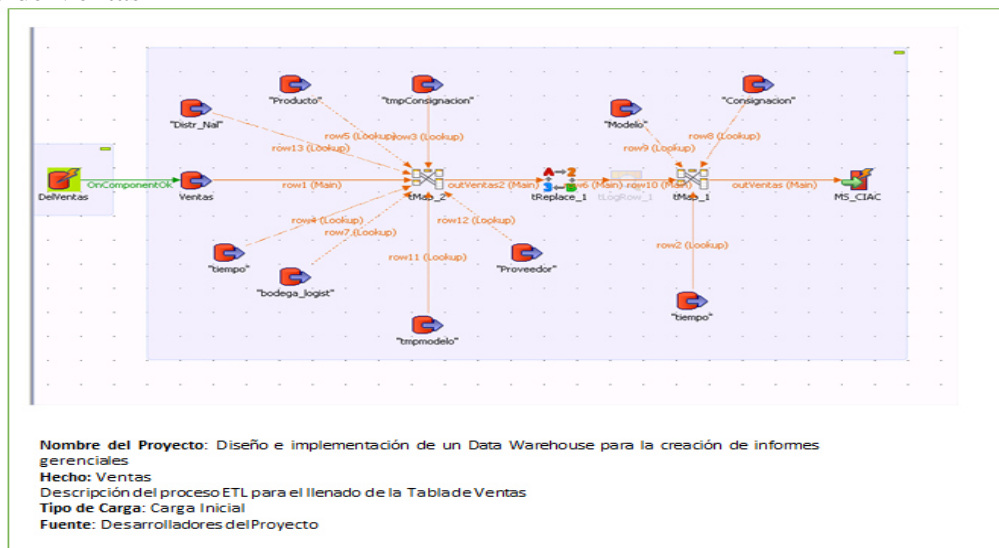 "Producto"
"tmpConsignacion"
"Consignacion"
"Distr_Nal"
"Modelo"
row5 (Lookup)
row3 (Lookup)
row8 (Lookup)
row13 (Lookup)
row9 (Lookup)
OnComponentOk
row1 (Main)
outVentas2 (Main)
row6 (Main)
row10 (Main)
outVentas (Main)
DelVentas
Ventas
tMap_2
tReplace_1
tLogRow_1
tMap_1
MS_CIAC
row4 (Lookup)
row12 (Lookup)
row7 (Lookup)
row2 (Lookup)
row11 (Lookup)
"tiempo"
"Proveedor"
"bodega_logist"
"tiempo"
"tmpmodelo"
Nombre del Proyecto: Diseño e implementación de un Data Warehouse para la creación de informes
gerenciales
Hecho: Ventas
Descripción del proceso ETL para el llenado de la Tabla de Ventas
Tipo de Carga: Carga Inicial
Fuente: Desarrolladores del Proyecto